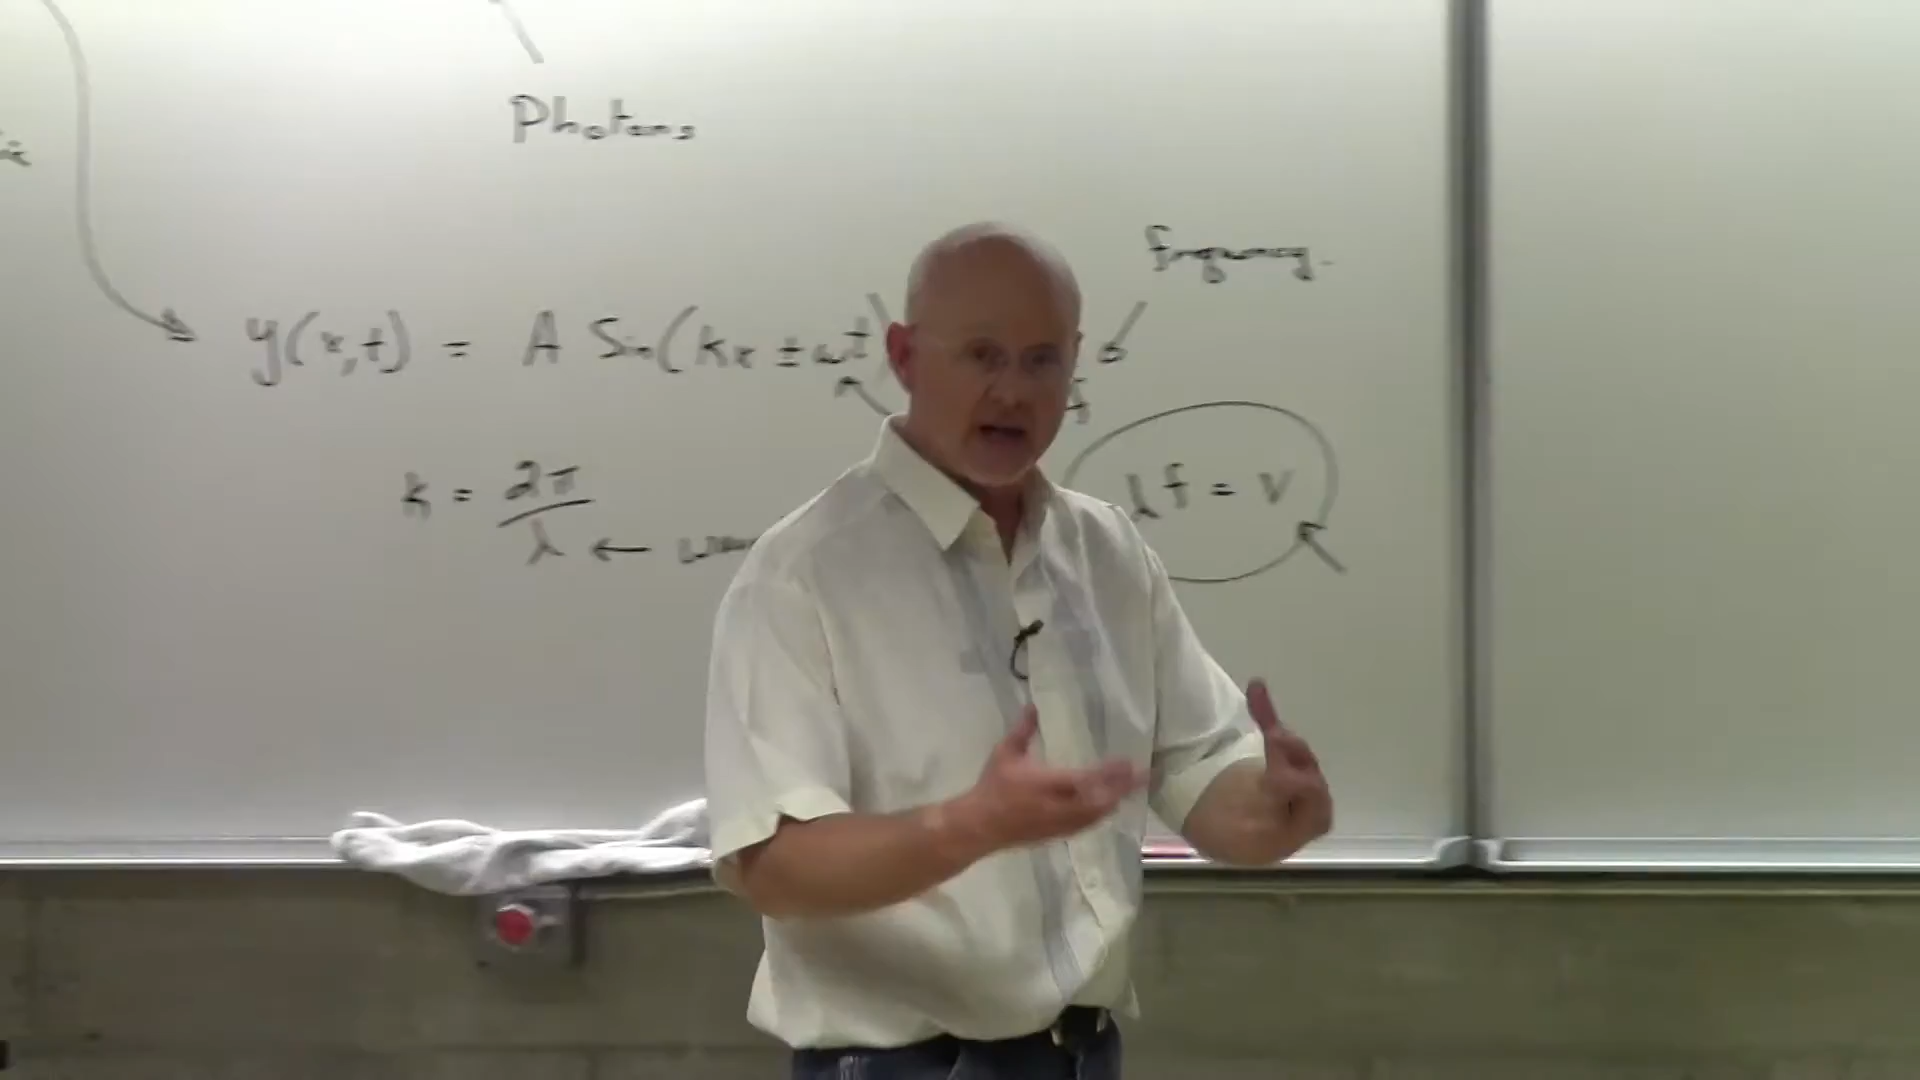 Photons
frequency.
y(x,t) = A Sin(kx ± ωt)
f
λf = v
k = 2π/λ ←